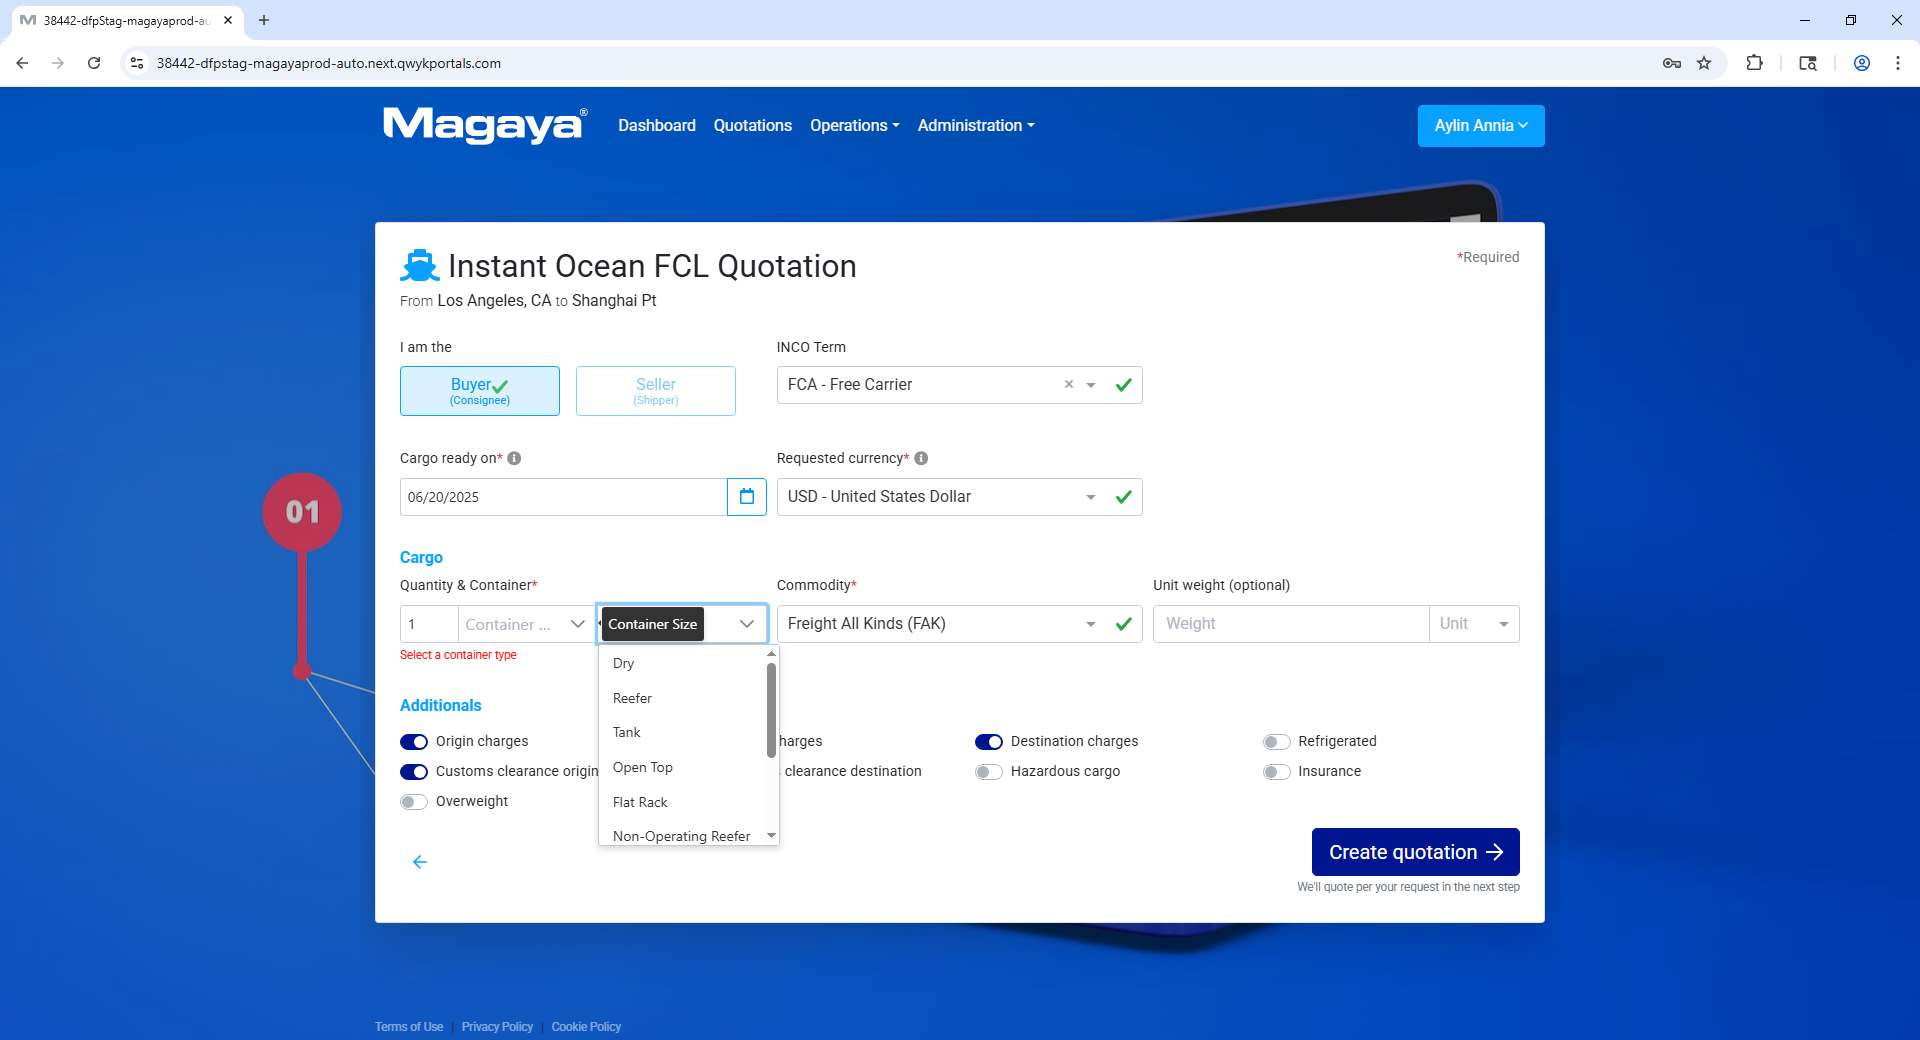 38442-dfpStag-magayaprod-au
38442-dfpstag-magayaprod-auto.next.qwykportals.com
Magaya®
Dashboard
Quotations
Operations
Administration
Aylin Annia
Instant Ocean FCL Quotation
*Required
From Los Angeles, CA to Shanghai Pt
I am the
INCO Term
Buyer
(Consignee)
Seller
(Shipper)
FCA - Free Carrier
Cargo ready on*
Requested currency*
06/20/2025
USD - United States Dollar
01
Cargo
Quantity & Container*
Commodity*
Unit weight (optional)
1
Container ...
Container Size
Freight All Kinds (FAK)
Weight
Unit
Select a container type
Dry
Reefer
Tank
Open Top
Flat Rack
Non-Operating Reefer
Additionals
Origin charges
harges
Destination charges
Refrigerated
Customs clearance origin
clearance destination
Hazardous cargo
Insurance
Overweight
Create quotation
We'll quote per your request in the next step
Terms of Use | Privacy Policy | Cookie Policy